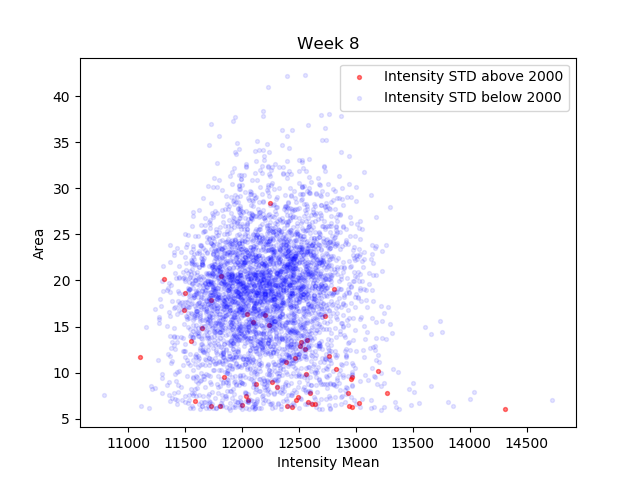 Week 8
Intensity STD above 2000
Intensity STD below 2000
Area
40
35
30
25
20
15
10
5
11000 11500 12000 12500 13000 13500 14000 14500
Intensity Mean